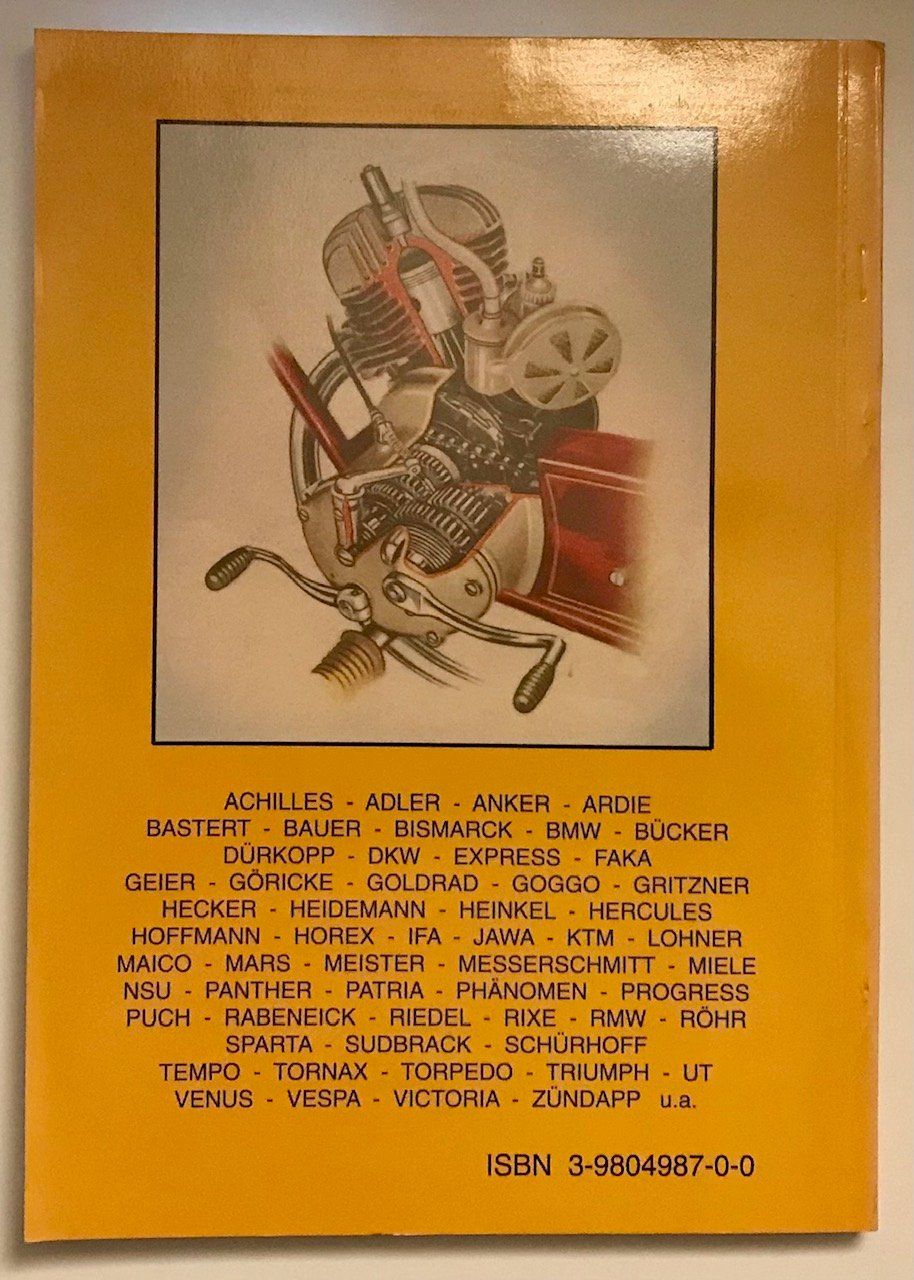 ACHILLES - ADLER - ANKER - ARDIE
BASTERT - BAUER - BISMARCK - BMW - BÜCKER
DÜRKOPP - DKW - EXPRESS - FAKA
GEIER - GÖRICKE - GOLDRAD - GOGGO - GRITZNER
HECKER - HEIDEMANN - HEINKEL - HERCULES
HOFFMANN - HOREX - IFA - JAWA - KTM - LOHNER
MAICO - MARS - MEISTER - MESSERSCHMITT - MIELE
NSU - PANTHER - PATRIA - PHÄNOMEN - PROGRESS
PUCH - RABENEICK - RIEDEL - RIXE - RMW - RÖHR
SPARTA - SUDBRACK - SCHÜRHOFF
TEMPO - TORNAX - TORPEDO - TRIUMPH - UT
VENUS - VESPA - VICTORIA - ZÜNDAPP u.a.
ISBN 3-9804987-0-0